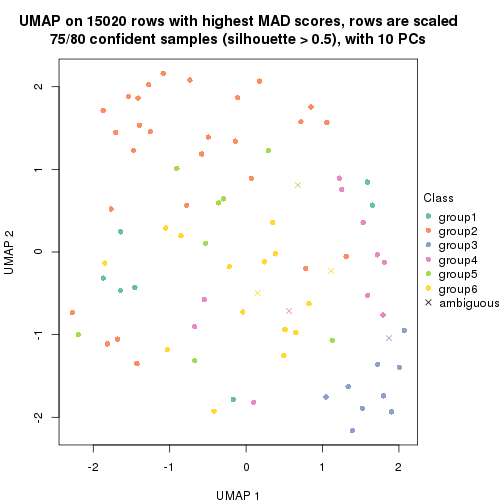 UMAP on 15020 rows with highest MAD scores, rows are scaled
75/80 confident samples (silhouette > 0.5), with 10 PCs
UMAP 2
2
1
0
-1
-2
-2
-1
0
1
2
UMAP 1
Class
group1
group2
group3
group4
group5
group6
ambiguous